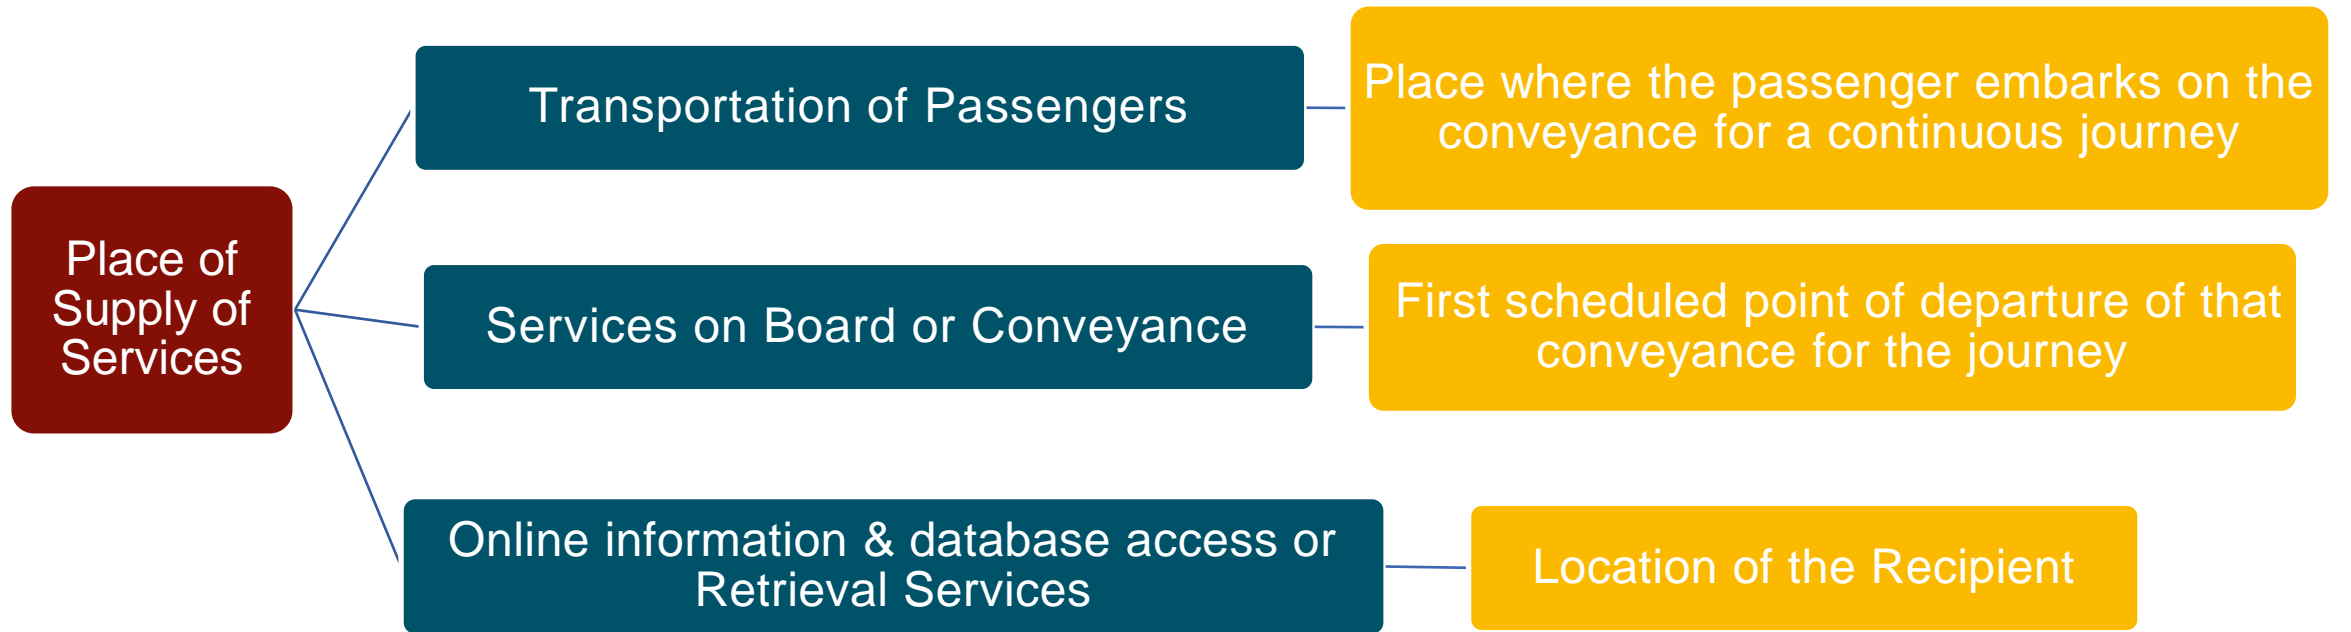 Place of
Supply of
Services
Transportation of Passengers
Place where the passenger embarks on the
conveyance for a continuous journey
Services on Board or Conveyance
First scheduled point of departure of that
conveyance for the journey
Online information & database access or
Retrieval Services
Location of the Recipient